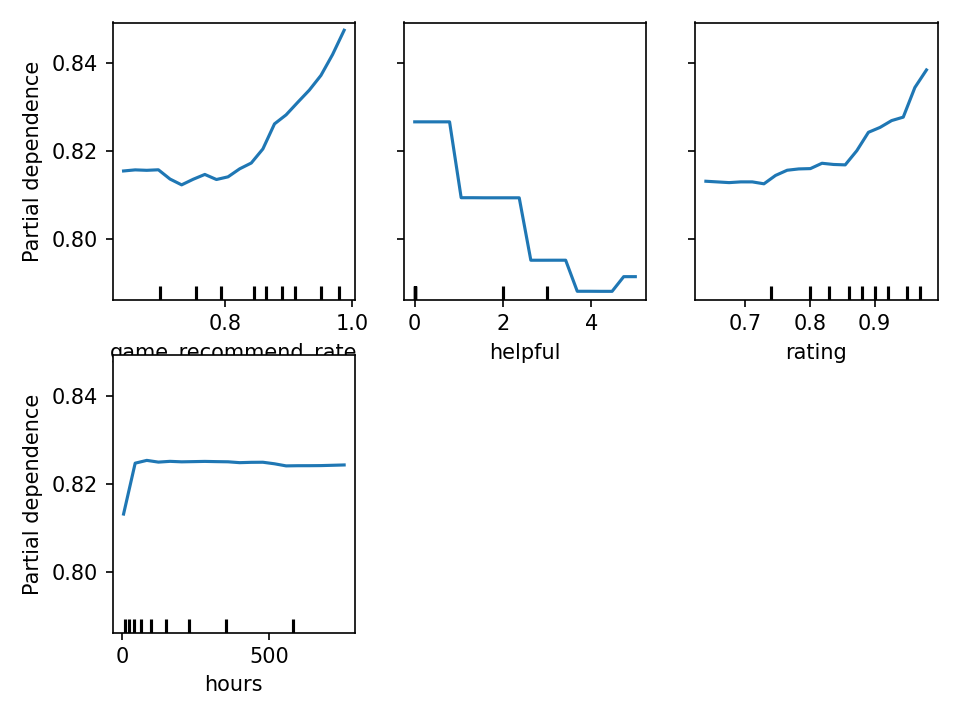 Partial dependence
0.84
0.82
0.80
0.8 1.0
game_recommend_rate
0 2 4
helpful
0.7 0.8 0.9
rating
Partial dependence
0.84
0.82
0.80
0 500
hours